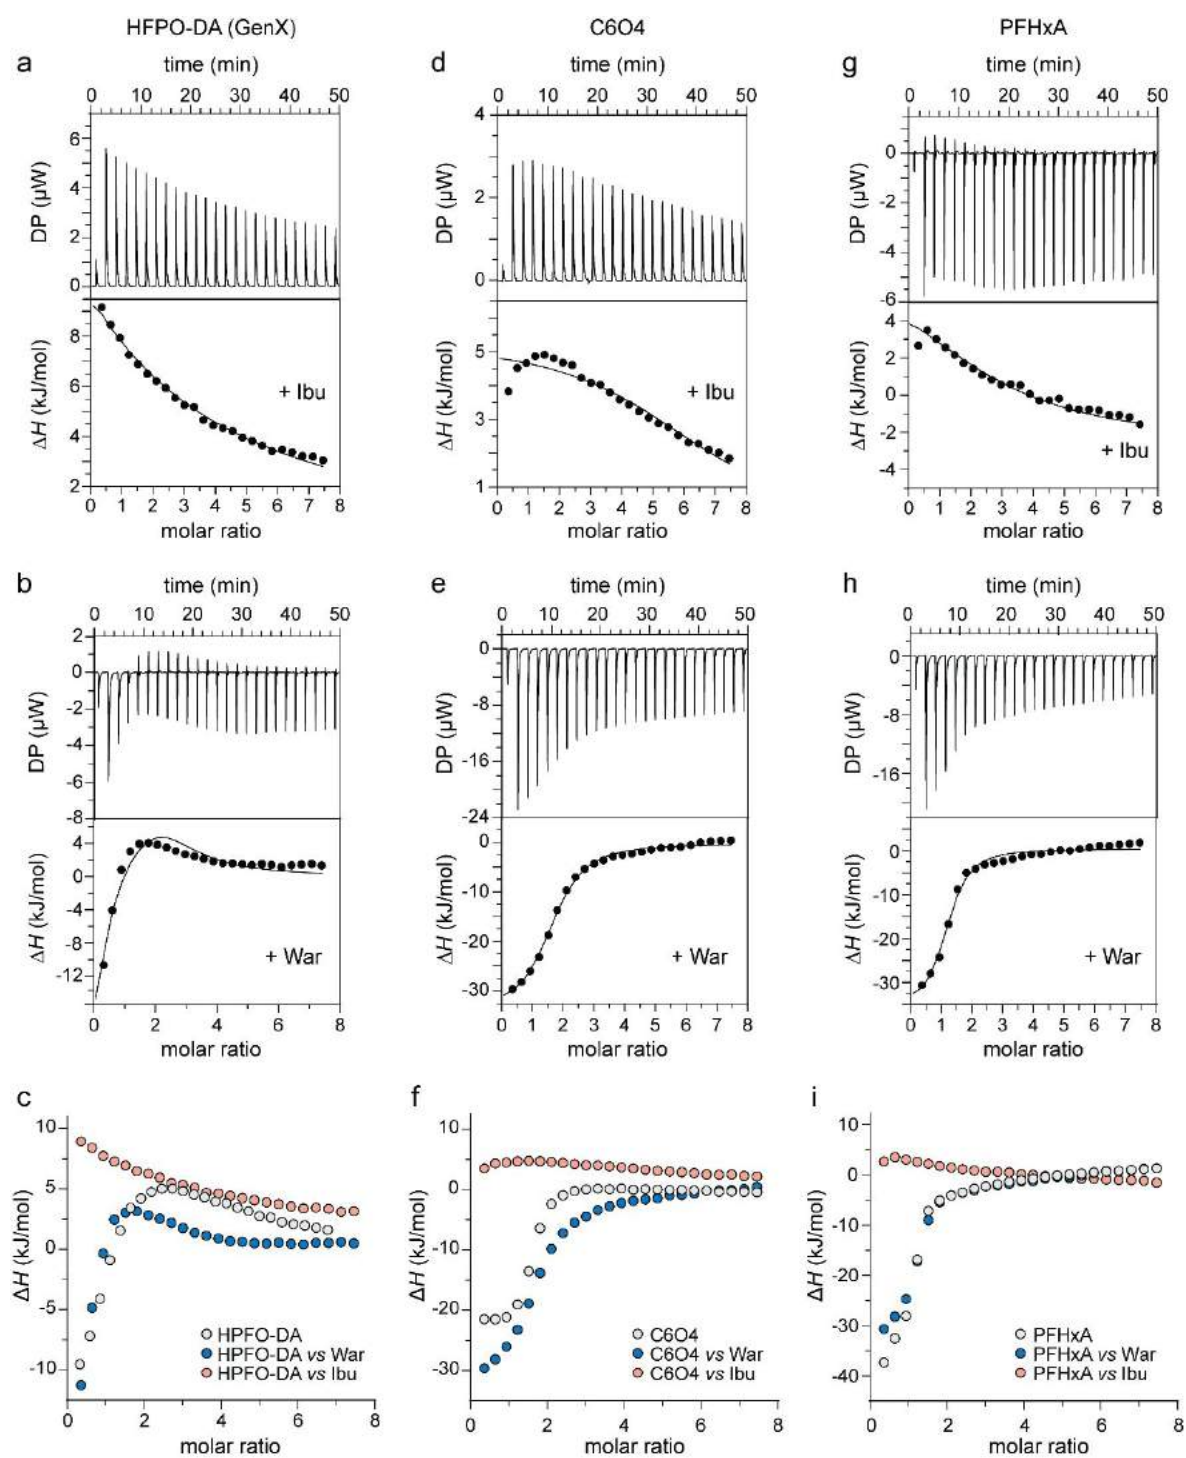 HFPO-DA (GenX)
C6O4
PFHxA
a
time (min)
0 10 20 30 40 50
DP (µW)
6
4
2
0
ΔH (kJ/mol)
8
6
4
2
+ Ibu
0 1 2 3 4 5 6 7 8
molar ratio
d
time (min)
0 10 20 30 40 50
DP (µW)
4
2
0
ΔH (kJ/mol)
5
3
1
+ Ibu
0 1 2 3 4 5 6 7 8
molar ratio
g
time (min)
0 10 20 30 40 50
DP (µW)
0
-2
-4
-6
ΔH (kJ/mol)
4
2
0
-2
-4
+ Ibu
0 1 2 3 4 5 6 7 8
molar ratio
b
time (min)
0 10 20 30 40 50
DP (µW)
2
0
-2
-4
-6
-8
ΔH (kJ/mol)
4
0
-4
-8
-12
+ War
0 2 4 6 8
molar ratio
e
time (min)
0 10 20 30 40 50
DP (µW)
0
-8
-16
-24
ΔH (kJ/mol)
0
-10
-20
-30
+ War
0 1 2 3 4 5 6 7 8
molar ratio
h
time (min)
0 10 20 30 40 50
DP (µW)
0
-8
-16
ΔH (kJ/mol)
0
-10
-20
-30
+ War
0 1 2 3 4 5 6 7 8
molar ratio
c
ΔH (kJ/mol)
10
5
0
-5
-10
HPFO-DA
HPFO-DA vs War
HPFO-DA vs Ibu
0 2 4 6 8
molar ratio
f
ΔH (kJ/mol)
10
0
-10
-20
-30
C6O4
C6O4 vs War
C6O4 vs Ibu
0 2 4 6 8
molar ratio
i
ΔH (kJ/mol)
10
0
-10
-20
-30
-40
PFHxA
PFHxA vs War
PFHxA vs Ibu
0 2 4 6 8
molar ratio